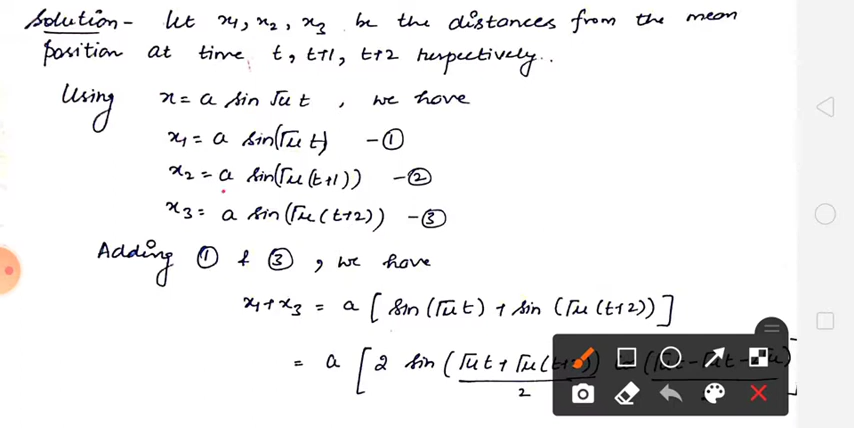 Solution - Let x₁, x₂, x₃ be the distances from the mean
position at time t, t+1, t+2 respectively..
Using x = a sin √μ t, we have
x₁ = a sin(√μ t) -①
x₂ = a sin(√μ (t+1)) -②
x₃ = a sin(√μ (t+2)) -③
Adding ① & ③, we have
x₁+x₃ = a [ sin (√μ t) + sin (√μ (t+2)) ]
= a [ 2 sin ( √μ t + √μ (t+2) / 2